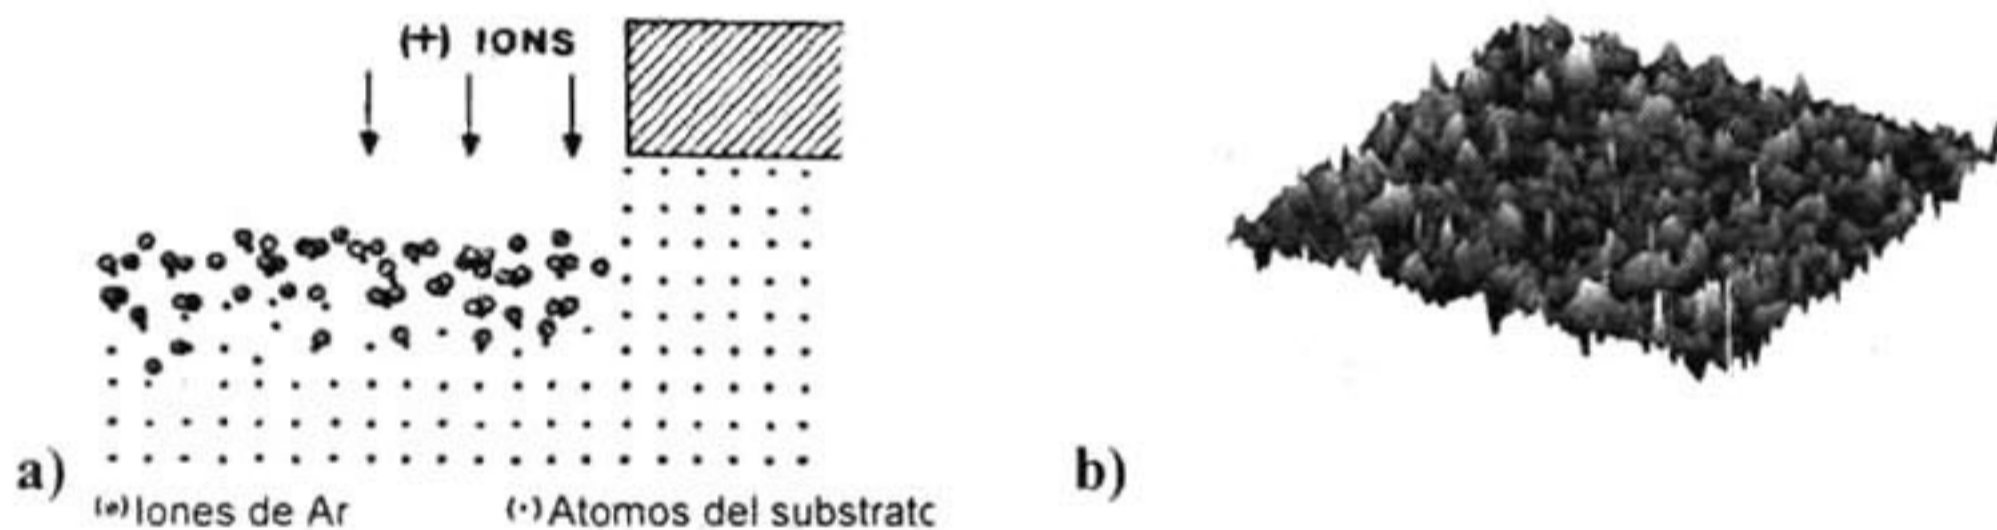 (+) IONS
a)
(ø) Iones de Ar
(·) Atomos del substratc
b)